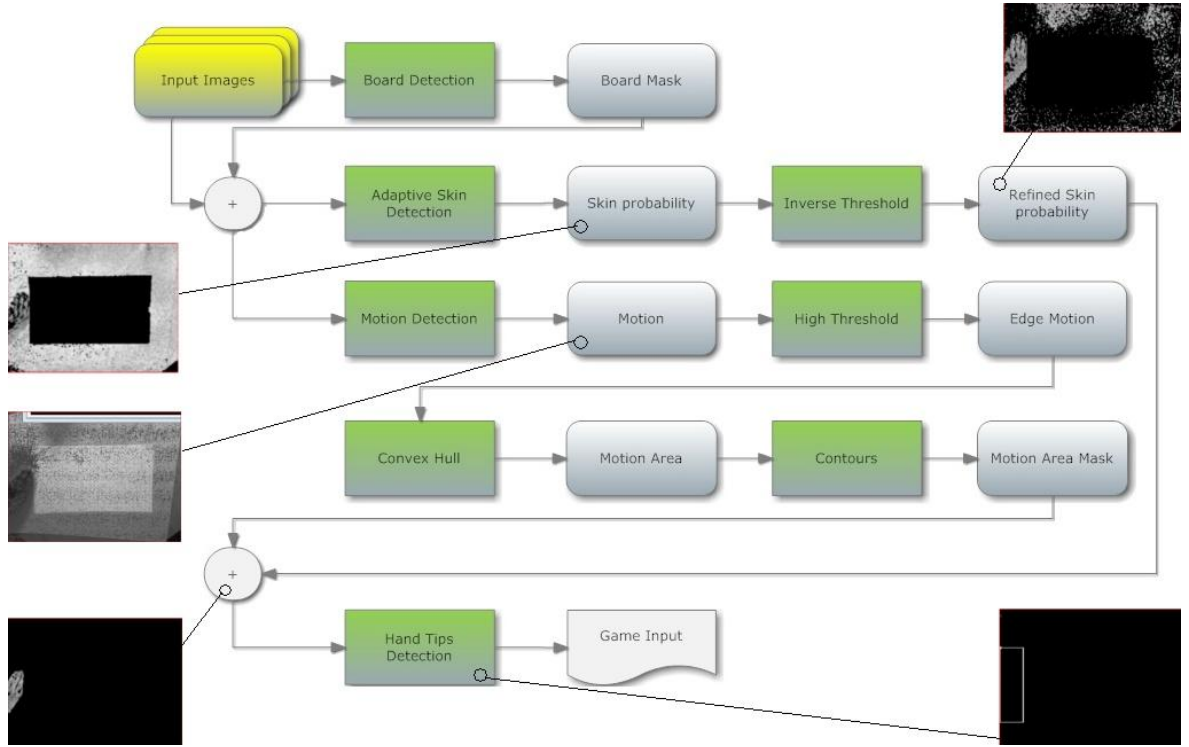 Input Images
Board Detection
Board Mask
+
Adaptive Skin
Detection
Skin probability
Inverse Threshold
Refined Skin
probability
Motion Detection
Motion
High Threshold
Edge Motion
Convex Hull
Motion Area
Contours
Motion Area Mask
+
Hand Tips
Detection
Game Input